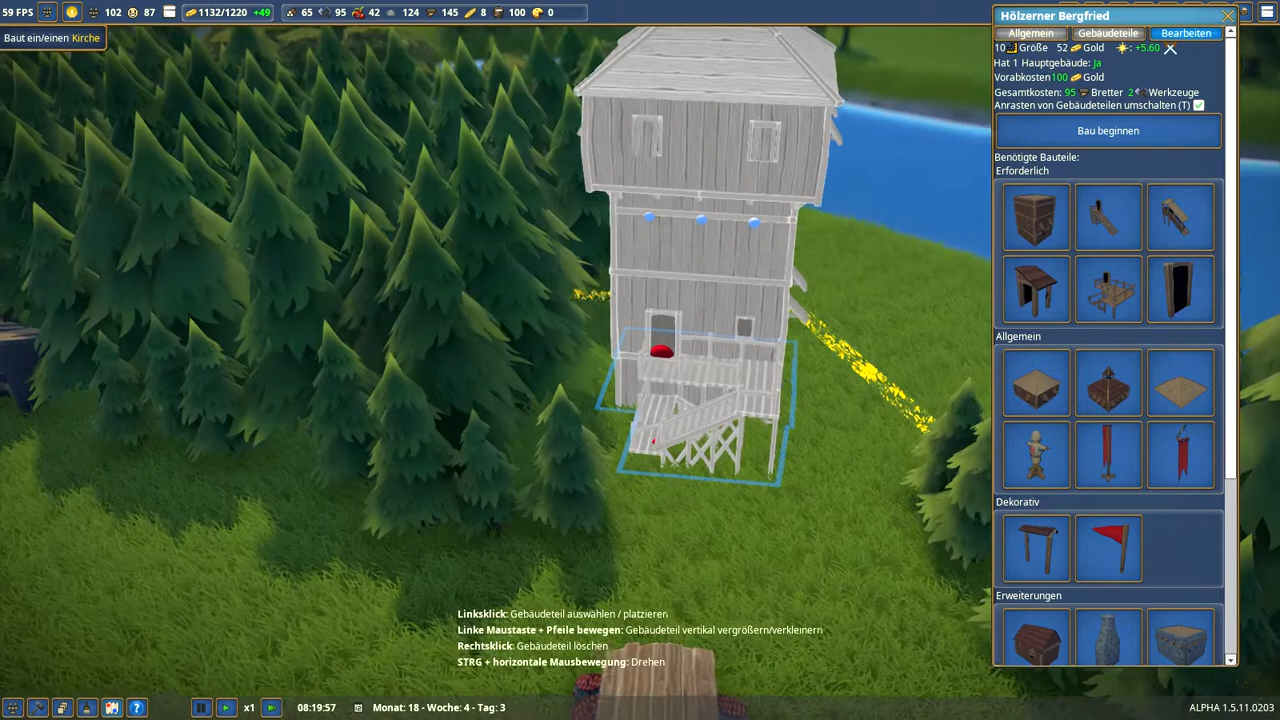 59 FPS 102 87 1132/1220 +49 65 95 42 124 145 8 100 0
Baut ein/einen Kirche
Hölzerner Bergfried
Allgemein Gebäudeteile Bearbeiten
10 Größe 52 Gold : +5.60
Hat 1 Hauptgebäude: Ja
Vorabkosten100 Gold
Gesamtkosten: 95 Bretter 2 Werkzeuge
Anrasten von Gebäudeteilen umschalten (T)
Bau beginnen
Benötigte Bauteile:
Erforderlich
Allgemein
Dekorativ
Erweiterungen
Linksklick: Gebäudeteil auswählen / platzieren
Linke Maustaste + Pfeile bewegen: Gebäudeteil vertikal vergrößern/verkleinern
Rechtsklick: Gebäudeteil löschen
STRG + horizontale Mausbewegung: Drehen
x1 08:19:57 Monat: 18 - Woche: 4 - Tag: 3
ALPHA 1.5.11.0203